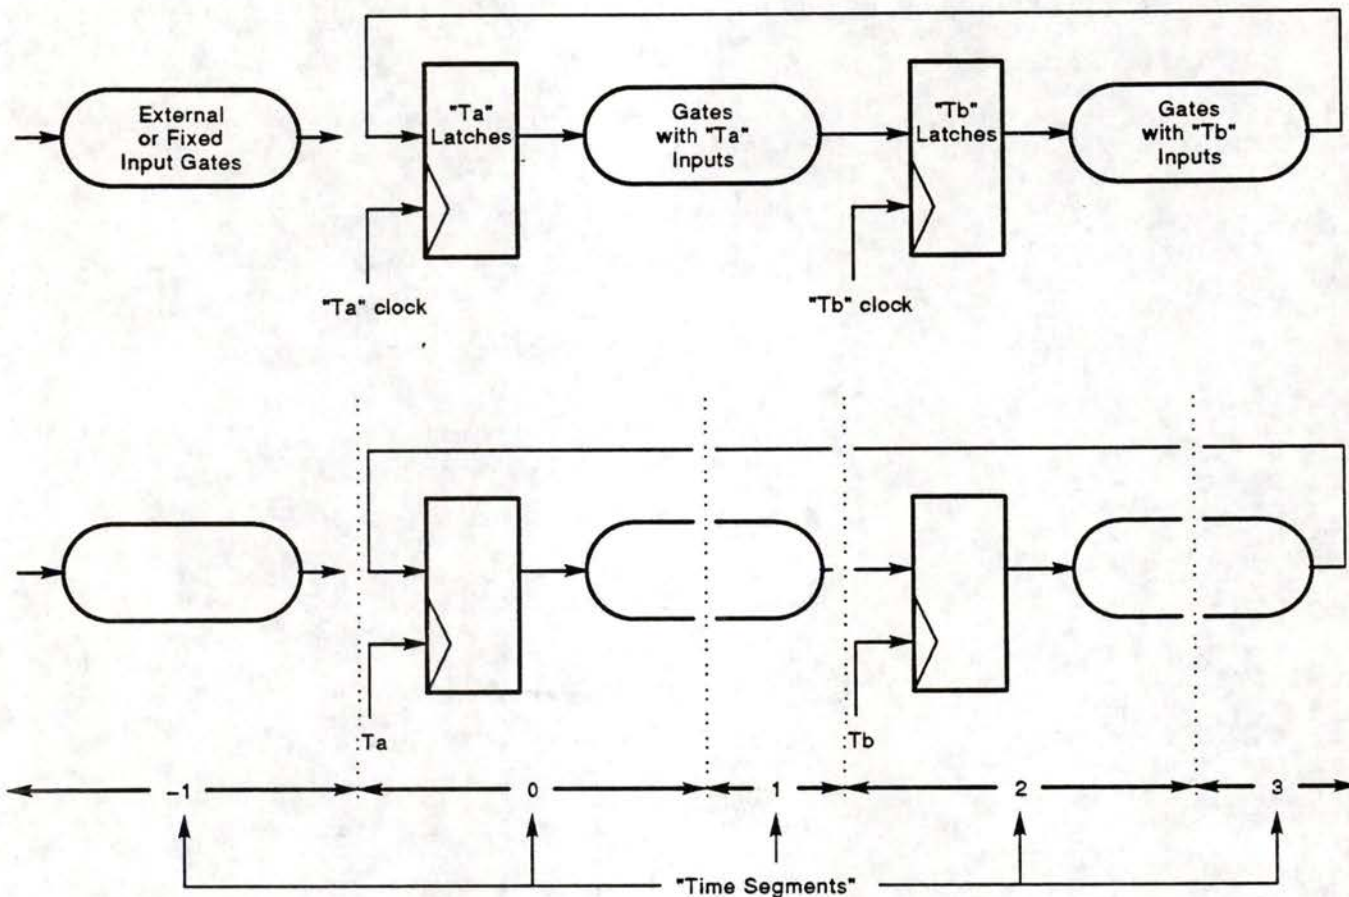 External
or Fixed
Input Gates
"Ta"
Latches
Gates
with "Ta"
Inputs
"Tb"
Latches
Gates
with "Tb"
Inputs
"Ta" clock
"Tb" clock
Ta
Tb
-1
0
1
2
3
"Time Segments"